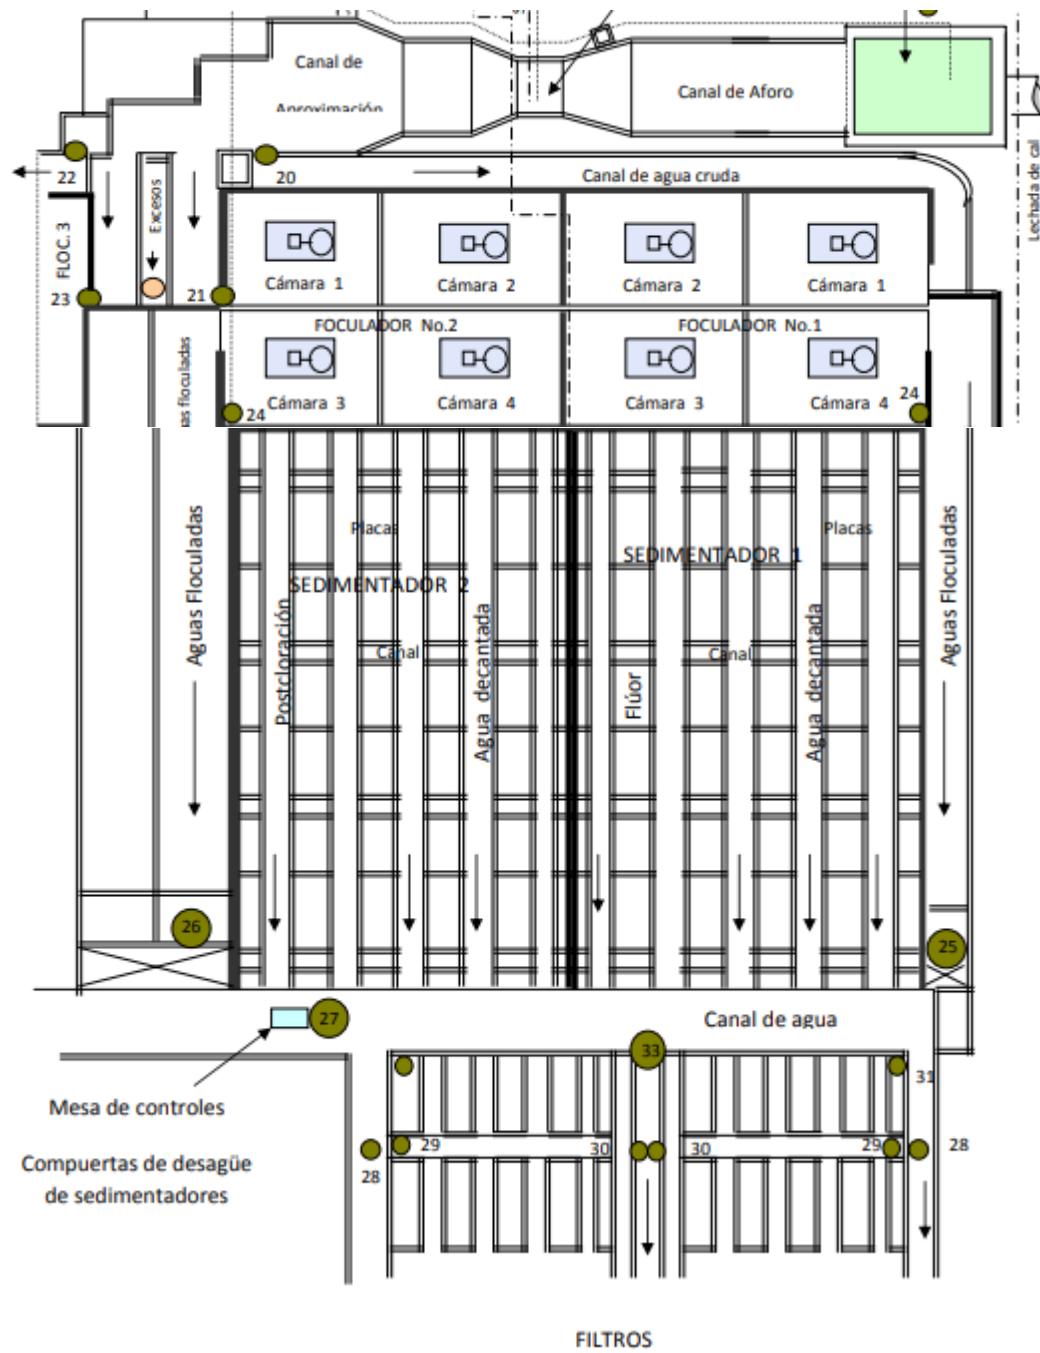 Canal de
Aproximación
Canal de Aforo
Lechada de cal
22
20
Canal de agua cruda
Excesos
FLOC. 3
23
21
Cámara 1
Cámara 2
Cámara 2
Cámara 1
FOCULADOR No.2
FOCULADOR No.1
as floculadas
Cámara 3
Cámara 4
Cámara 3
Cámara 4
24
24
Aguas Floculadas
Placas
SEDIMENTADOR 2
Postcloración
Canal
Agua decantada
Placas
SEDIMENTADOR 1
Flúor
Canal
Agua decantada
Aguas Floculadas
26
25
27
Canal de agua
33
31
Mesa de controles
Compuertas de desagüe
de sedimentadores
28
29
30
30
29
28
FILTROS